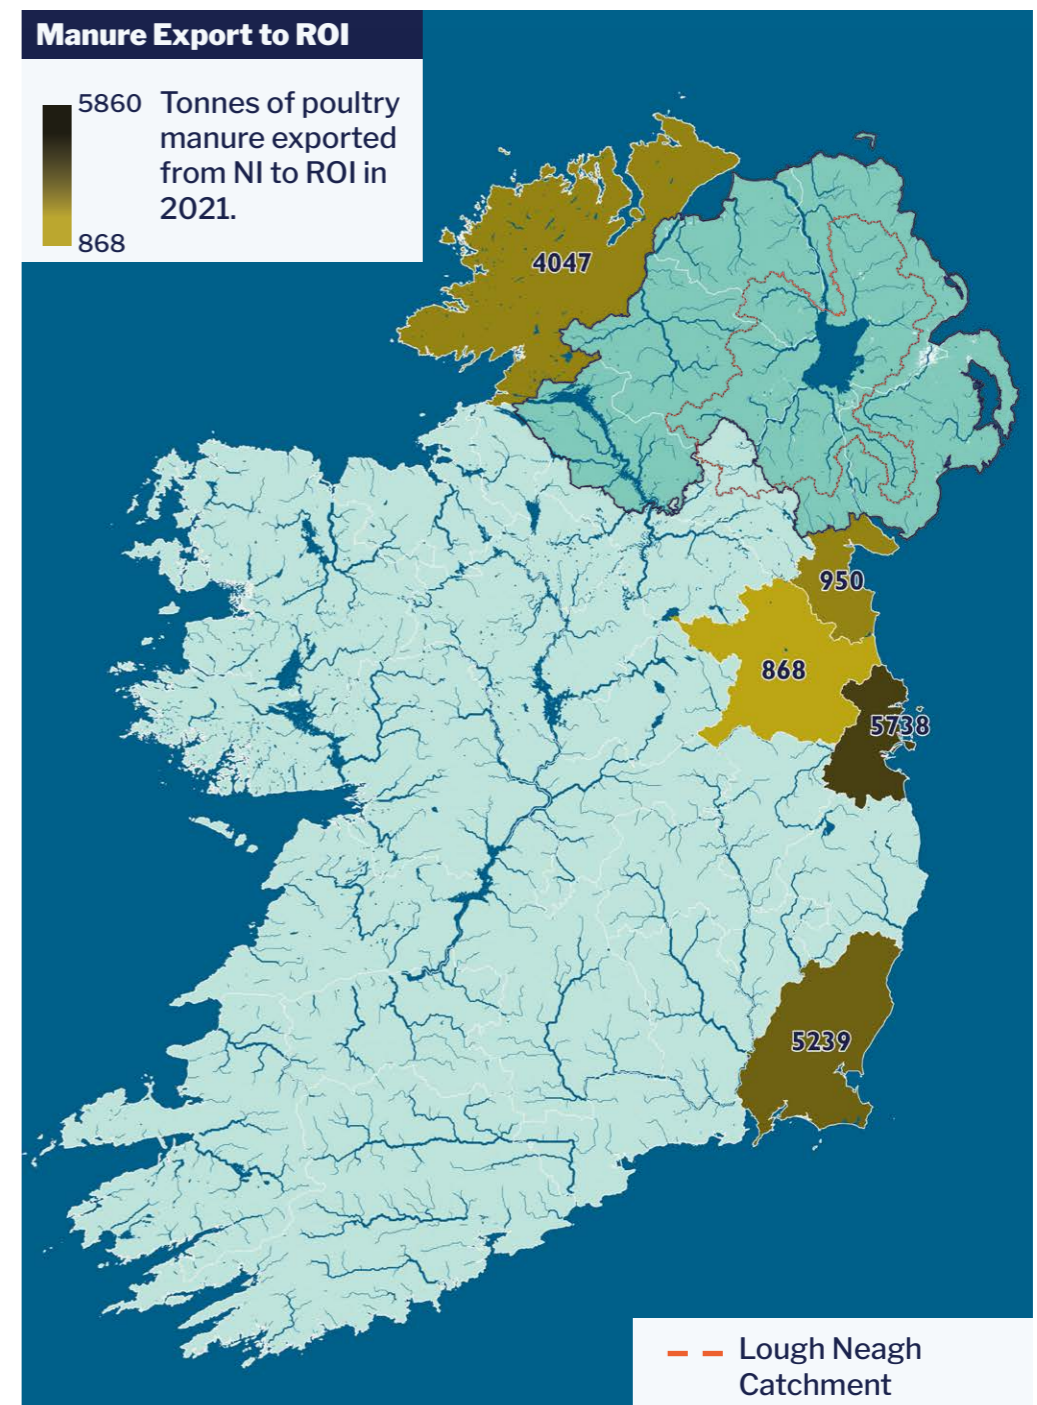 Manure Export to ROI
5860
Tonnes of poultry
manure exported
from NI to ROI in
2021.
868
4047
950
868
5738
5239
Lough Neagh
Catchment